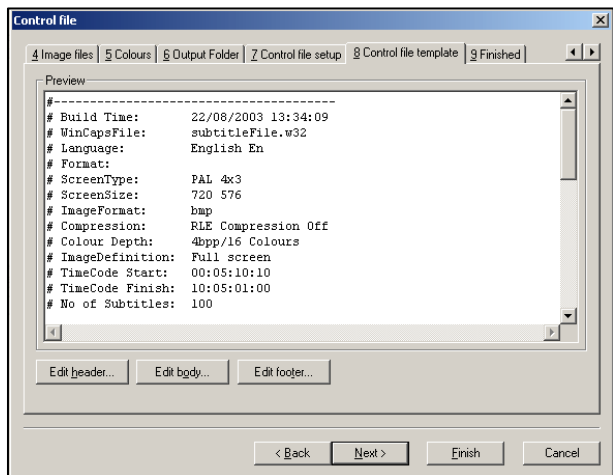 Control file
4 Image files 5 Colours 6 Output Folder 7 Control file setup 8 Control file template 9 Finished
Preview
#---------------------------------------
# Build Time: 22/08/2003 13:34:09
# WinCapsFile: subtitleFile.w32
# Language: English En
# Format:
# ScreenType: PAL 4x3
# ScreenSize: 720 576
# ImageFormat: bmp
# Compression: RLE Compression Off
# Colour Depth: 4bpp/16 Colours
# ImageDefinition: Full screen
# TimeCode Start: 00:05:10:10
# TimeCode Finish: 10:05:01:00
# No of Subtitles: 100
Edit header... Edit body... Edit footer...
< Back Next > Finish Cancel